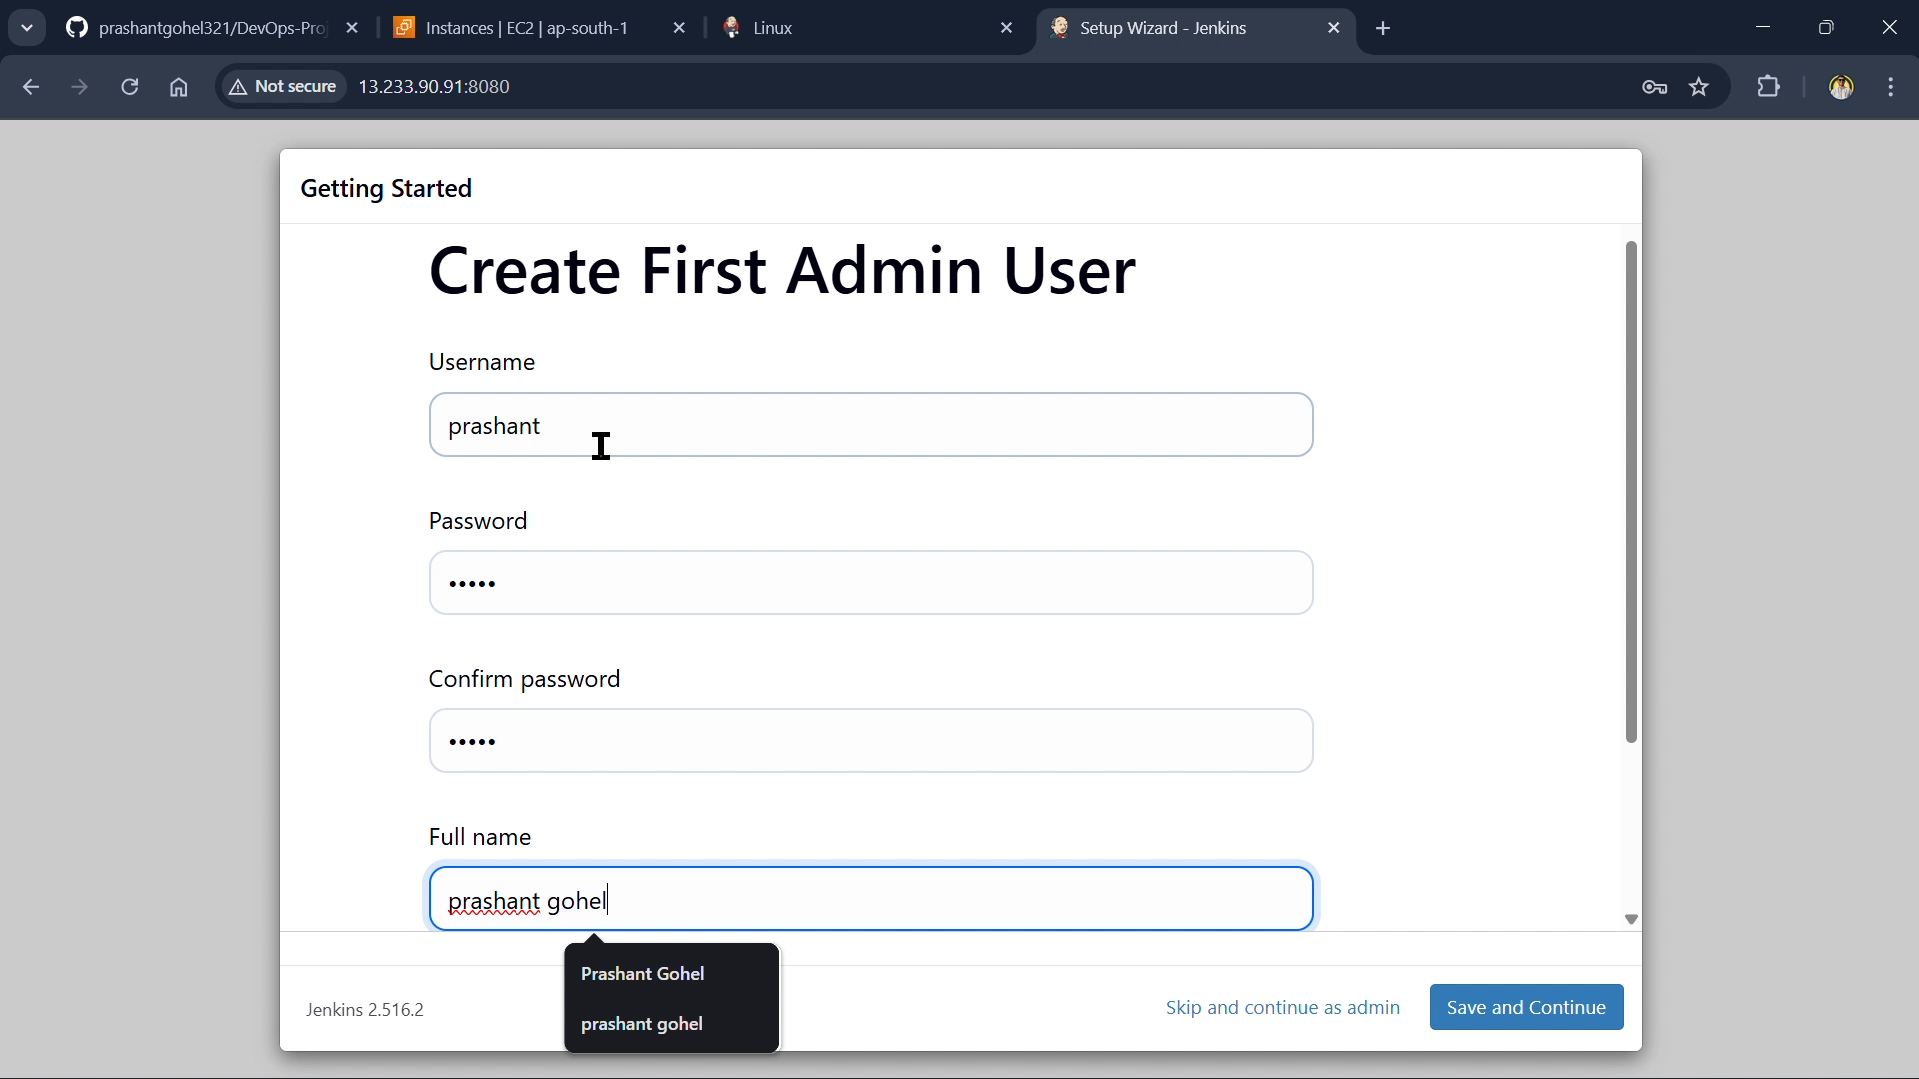 prashantgohel321/DevOps-Proj
Instances | EC2 | ap-south-1
Linux
Setup Wizard - Jenkins
Not secure
13.233.90.91:8080
Getting Started
Create First Admin User
Username
prashant
Password
•••••
Confirm password
•••••
Full name
prashant gohel
Prashant Gohel
prashant gohel
Jenkins 2.516.2
Skip and continue as admin
Save and Continue